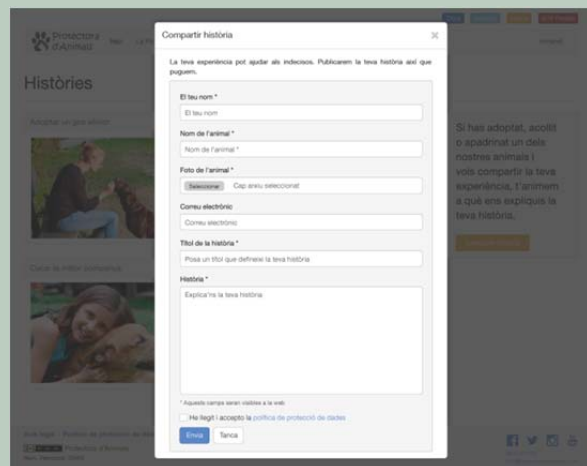 Protectora
d'Animals
Compartir història
×
La teva experiència pot ajudar als indecisos. Publicarem la teva història així que
puguem.
Històries
El teu nom *
El teu nom
Nom de l'animal *
Nom de l'animal *
Foto de l'animal *
Seleccionar Cap arxiu seleccionat
Correu electrònic
Correu electrònic
Títol de la història *
Posa un títol que defineixi la teva història
Història *
Explica'ns la teva història
* Aquests camps seran visibles a la web
He llegit i accepto la política de protecció de dades
Envia Tanca
Si has adoptat, acollit
o apadrinat un dels
nostres animals i
vols compartir la teva
experiència, t'animem
a què ens expliquis la
teva història.
Protectora d'Animals